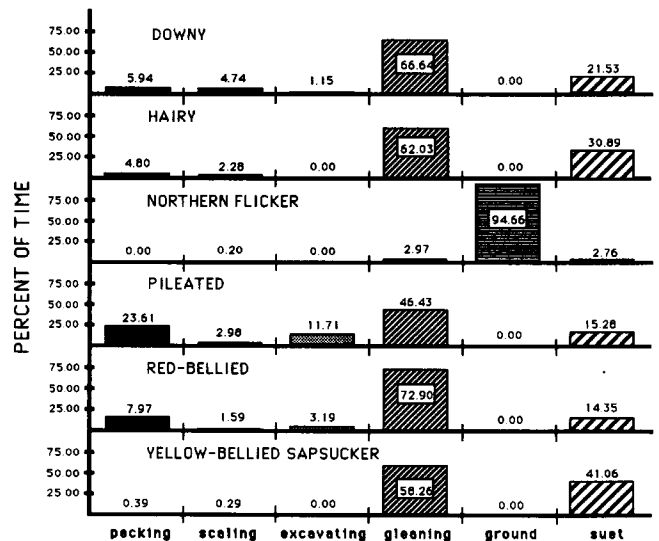 PERCENT OF TIME
DOWNY
75.00
50.00
25.00
5.94 4.74 1.15 66.64 0.00 21.53
HAIRY
75.00
50.00
25.00
4.80 2.28 0.00 62.03 0.00 30.89
NORTHERN FLICKER
75.00
50.00
25.00
0.00 0.20 0.00 2.97 94.66 2.76
PILEATED
75.00
50.00
25.00
23.61 2.98 11.71 46.43 0.00 15.28
RED-BELLIED
75.00
50.00
25.00
7.97 1.59 3.19 72.90 0.00 14.35
YELLOW-BELLIED SAPSUCKER
75.00
50.00
25.00
0.39 0.29 0.00 58.26 0.00 41.06
pecking scaling excavating gleaning ground suet